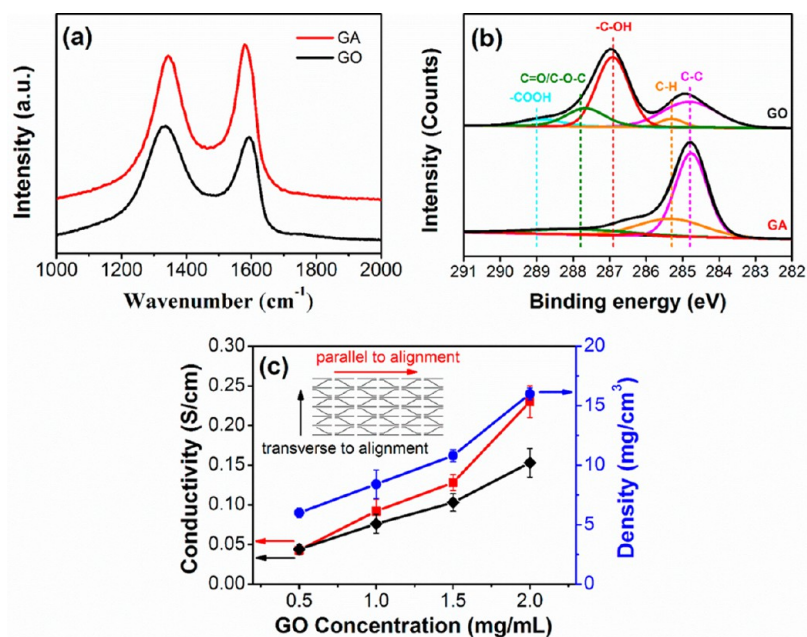 (a)
GA
GO
Intensity (a.u.)
1000 1200 1400 1600 1800 2000
Wavenumber (cm⁻¹)
(b)
-C-OH
C=O/C-O-C
-COOH
C-H
C-C
GO
GA
Intensity (Counts)
291 290 289 288 287 286 285 284 283 282
Binding energy (eV)
(c)
parallel to alignment
transverse to alignment
Conductivity (S/cm)
0.30
0.25
0.20
0.15
0.10
0.05
0.00
20
15
10
5
0
Density (mg/cm³)
0.5 1.0 1.5 2.0
GO Concentration (mg/mL)